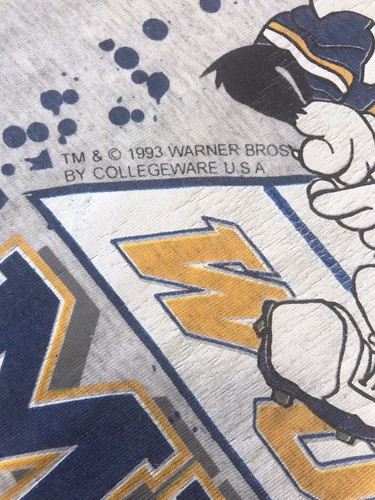 TM & © 1993 WARNER BROS
BY COLLEGEWARE U.S.A
M